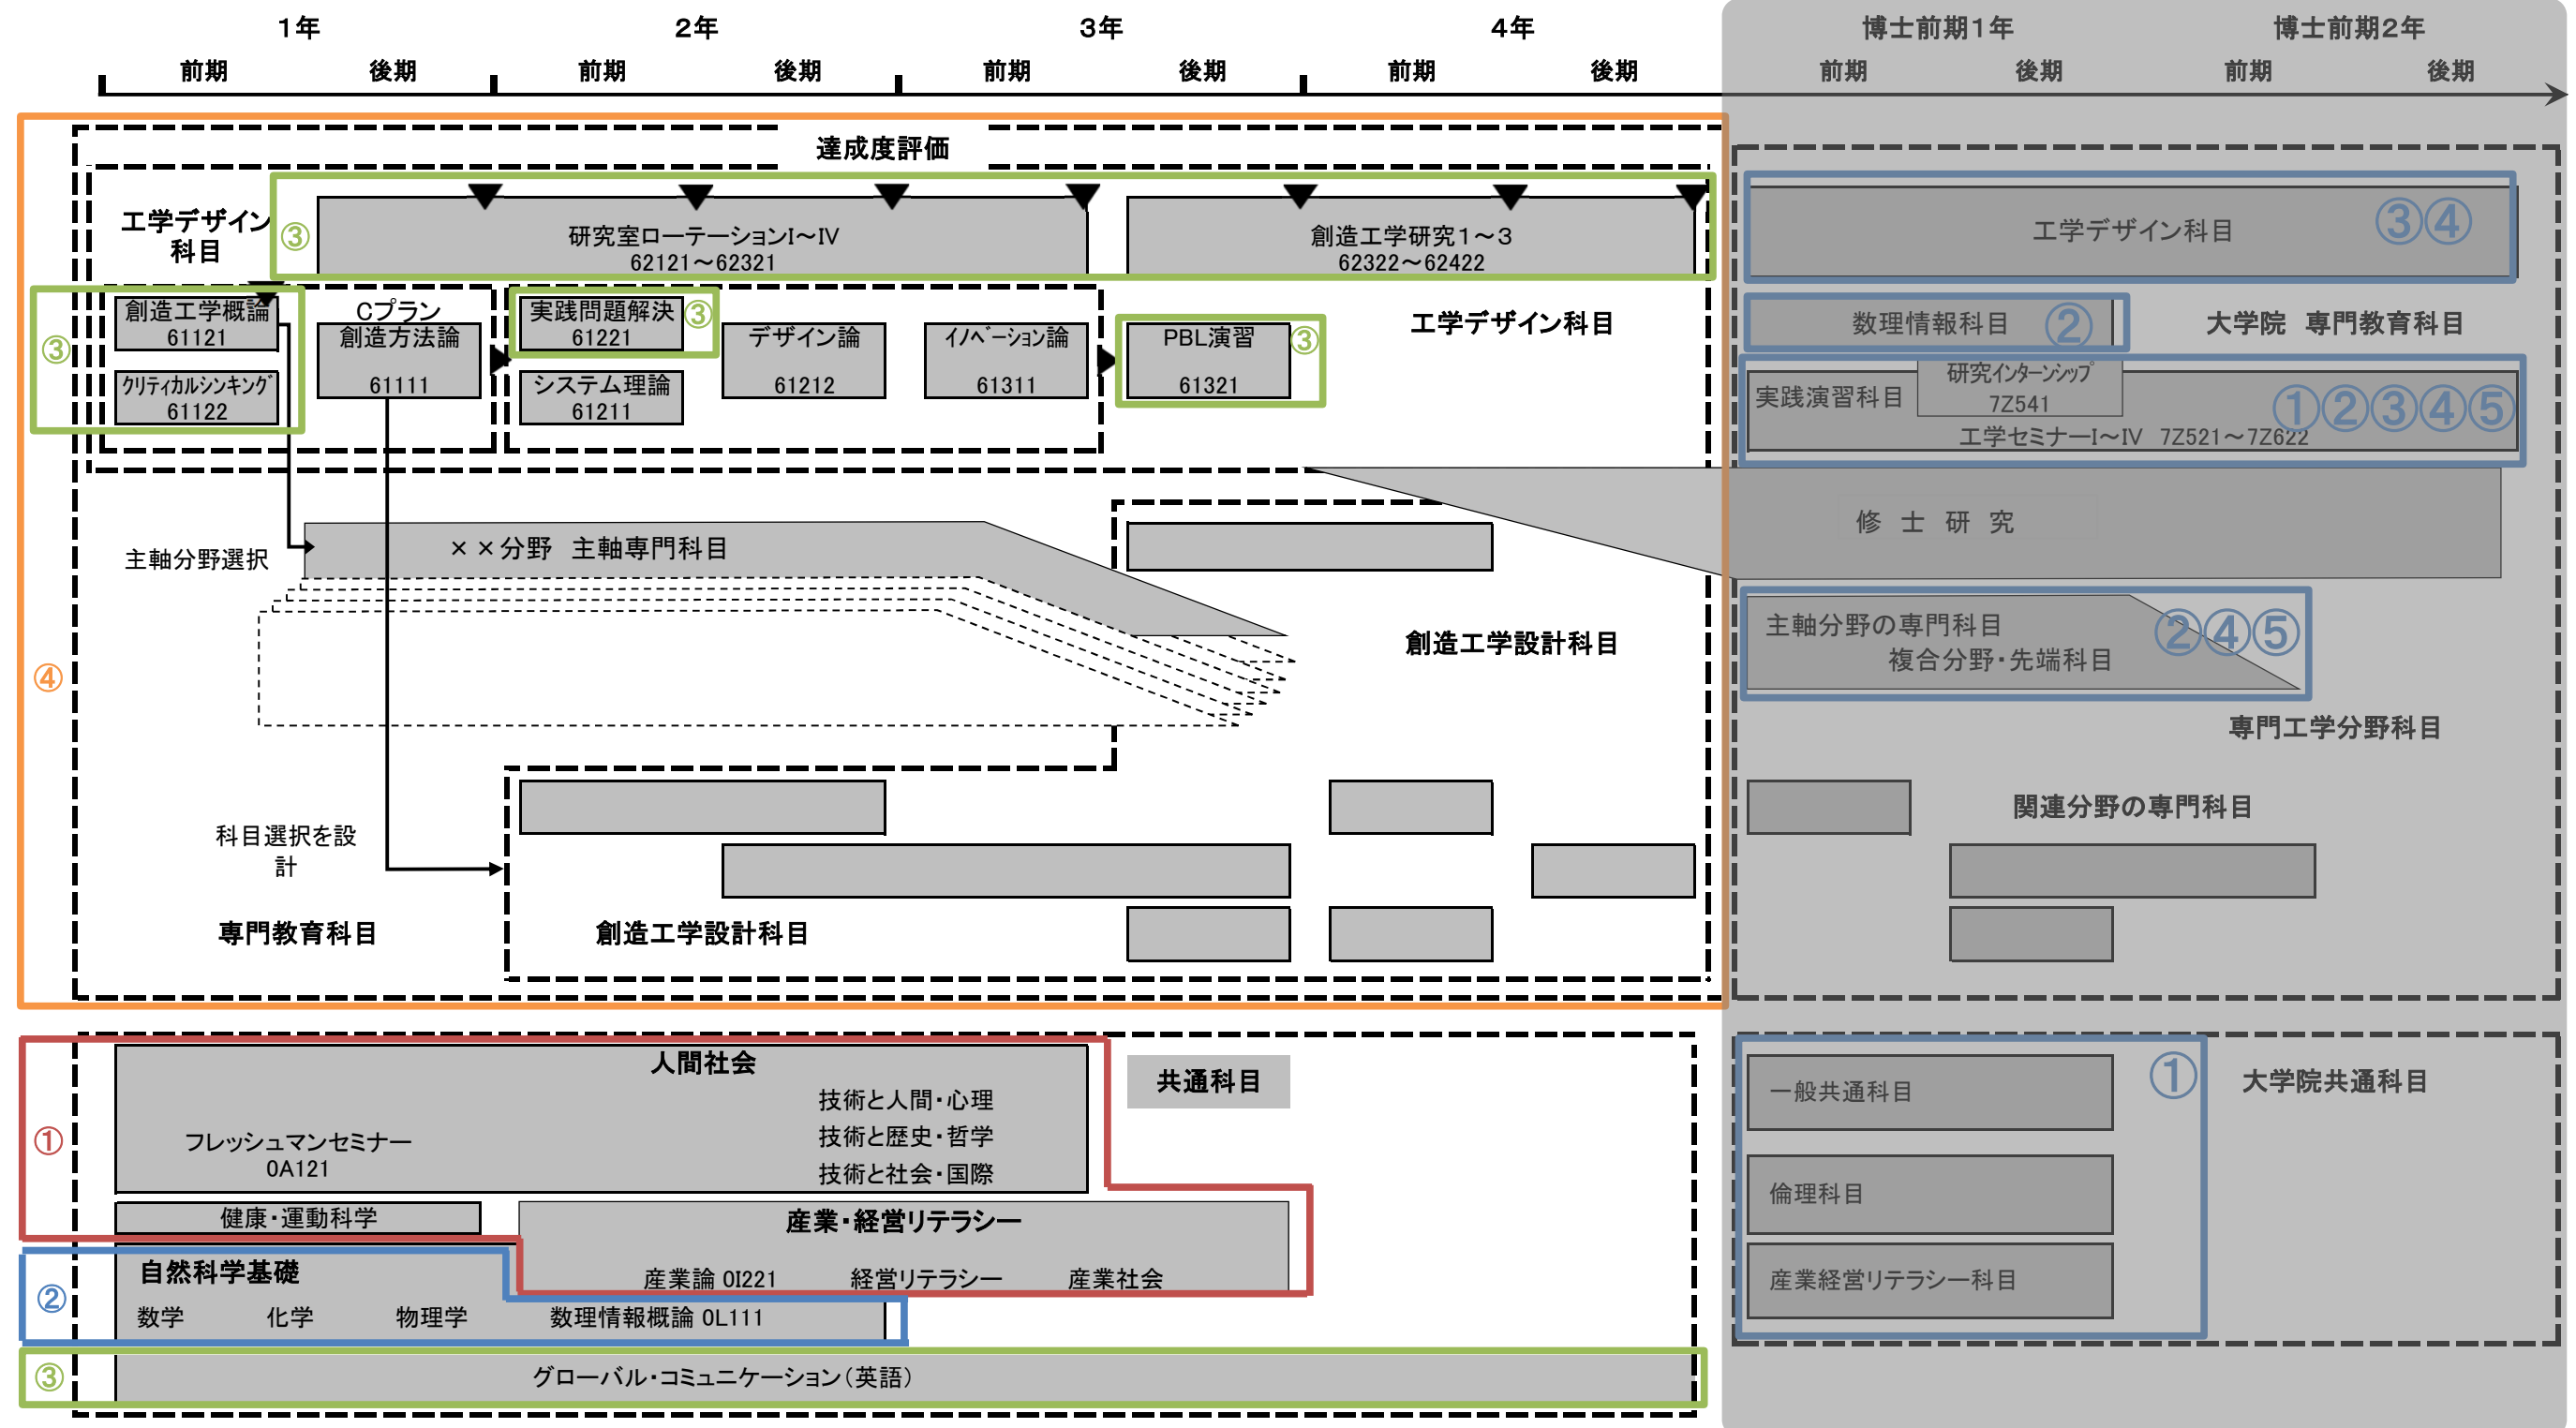 1年
2年
3年
4年
博士前期1年
博士前期2年
前期
後期
前期
後期
前期
後期
前期
後期
前期
後期
前期
後期
達成度評価
工学デザイン
科目
③
研究室ローテーションI～IV
62121～62321
創造工学研究1～3
62322～62422
工学デザイン科目
③④
③
創造工学概論
61121
クリティカルシンキング
61122
Cプラン
創造方法論
61111
実践問題解決
61221
③
システム理論
61211
デザイン論
61212
イノベーション論
61311
PBL演習
61321
③
工学デザイン科目
数理情報科目
②
大学院 専門教育科目
実践演習科目
研究インターンシップ
7Z541
①②③④⑤
工学セミナーI～IV 7Z521～7Z622
主軸分野選択
××分野 主軸専門科目
修 士 研 究
創造工学設計科目
主軸分野の専門科目
複合分野・先端科目
②④⑤
④
専門工学分野科目
科目選択を設
計
関連分野の専門科目
専門教育科目
創造工学設計科目
①
人間社会
技術と人間・心理
技術と歴史・哲学
技術と社会・国際
フレッシュマンセミナー
0A121
共通科目
一般共通科目
①
大学院共通科目
倫理科目
産業経営リテラシー科目
健康・運動科学
産業・経営リテラシー
産業論 0I221
経営リテラシー
産業社会
②
自然科学基礎
数学
化学
物理学
数理情報概論 0L111
③
グローバル・コミュニケーション（英語）